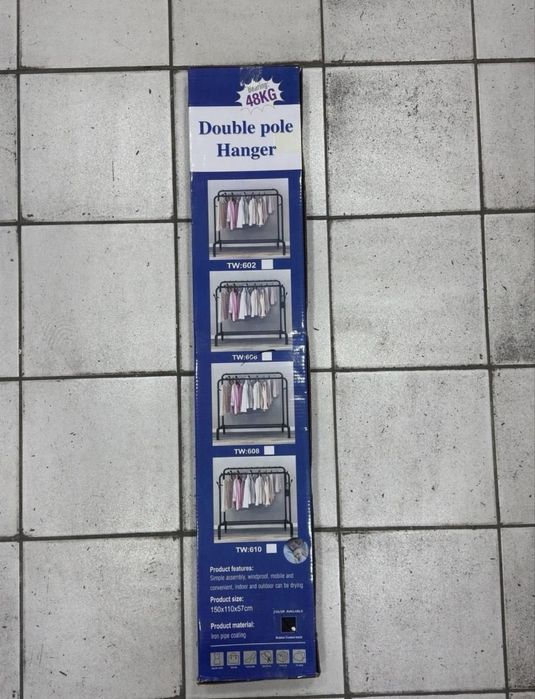 Bearing:
48KG
Double pole
Hanger
TW:602
TW:606
TW:608
TW:610
Product features:
Simple assembly, windproof, mobile and
convenient, indoor and outdoor can be drying
Product size:
150x110x57cm
COLOR AVAILABLE
Product material:
Iron pipe coating